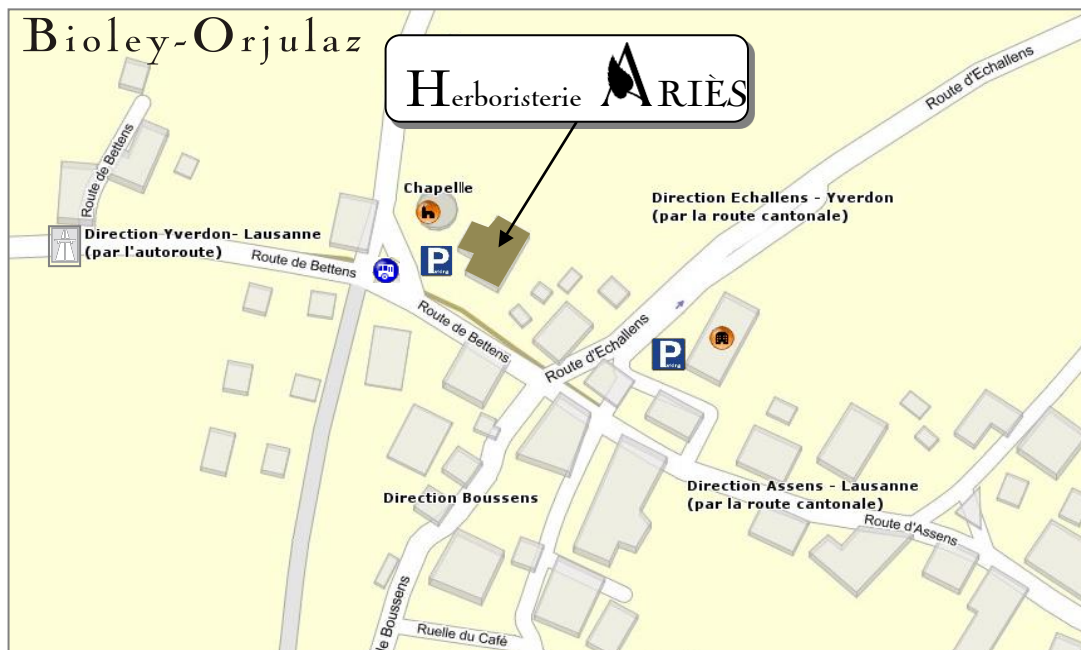 Bioley-Orjulaz
Herboristerie ARIÈS
Route d'Echallens
Route de Bettens
Chapelle
Direction Echallens - Yverdon
(par la route cantonale)
Direction Yverdon- Lausanne
(par l'autoroute)
Route de Bettens
P
Parking
Route de Bettens
Route d'Echallens
P
Parking
Direction Assens - Lausanne
(par la route cantonale)
Direction Boussens
Route d'Assens
de Boussens
Ruelle du Café